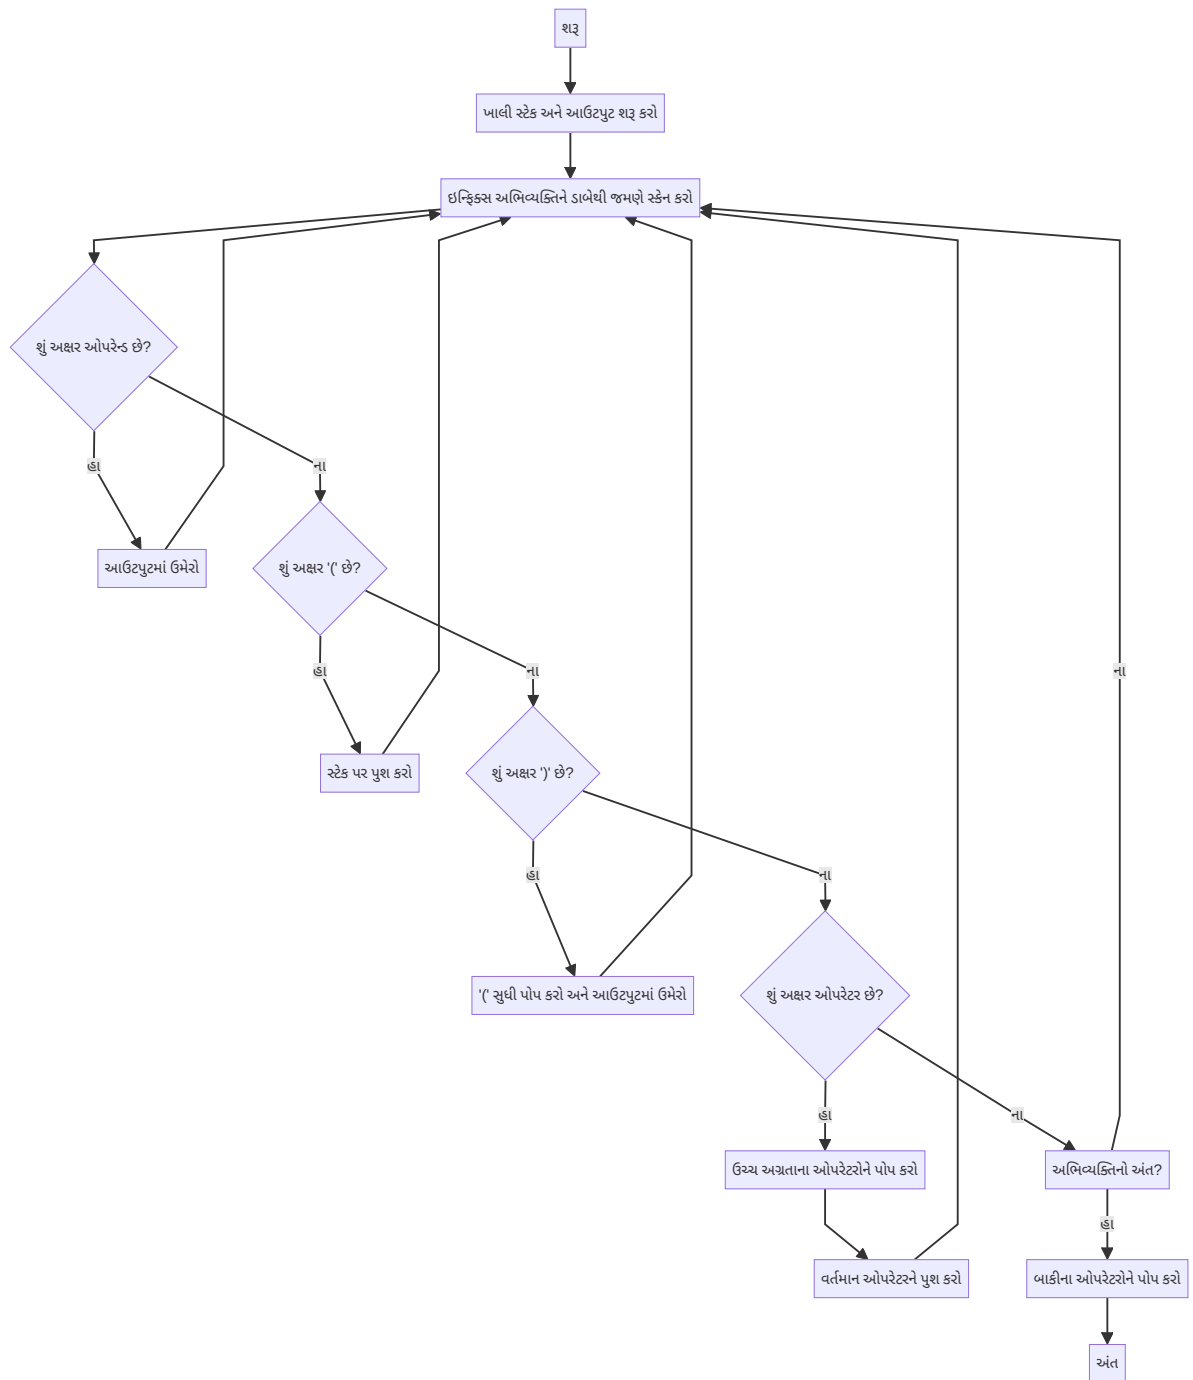 શરૂ
ખાલી સ્ટેક અને આઉટપુટ શરૂ કરો
ઇન્ફિક્સ અભિવ્યક્તિને ડાબેથી જમણે સ્કેન કરો
શું અક્ષર ઓપરેન્ડ છે?
હા
ના
આઉટપુટમાં ઉમેરો
શું અક્ષર '(' છે?
હા
ના
ના
સ્ટેક પર પુશ કરો
શું અક્ષર ')' છે?
હા
ના
'(' સુધી પોપ કરો અને આઉટપુટમાં ઉમેરો
શું અક્ષર ઓપરેટર છે?
હા
ના
ઉચ્ચ અગ્રતાના ઓપરેટરોને પોપ કરો
અભિવ્યક્તિનો અંત?
હા
વર્તમાન ઓપરેટરને પુશ કરો
બાકીના ઓપરેટરોને પોપ કરો
અંત